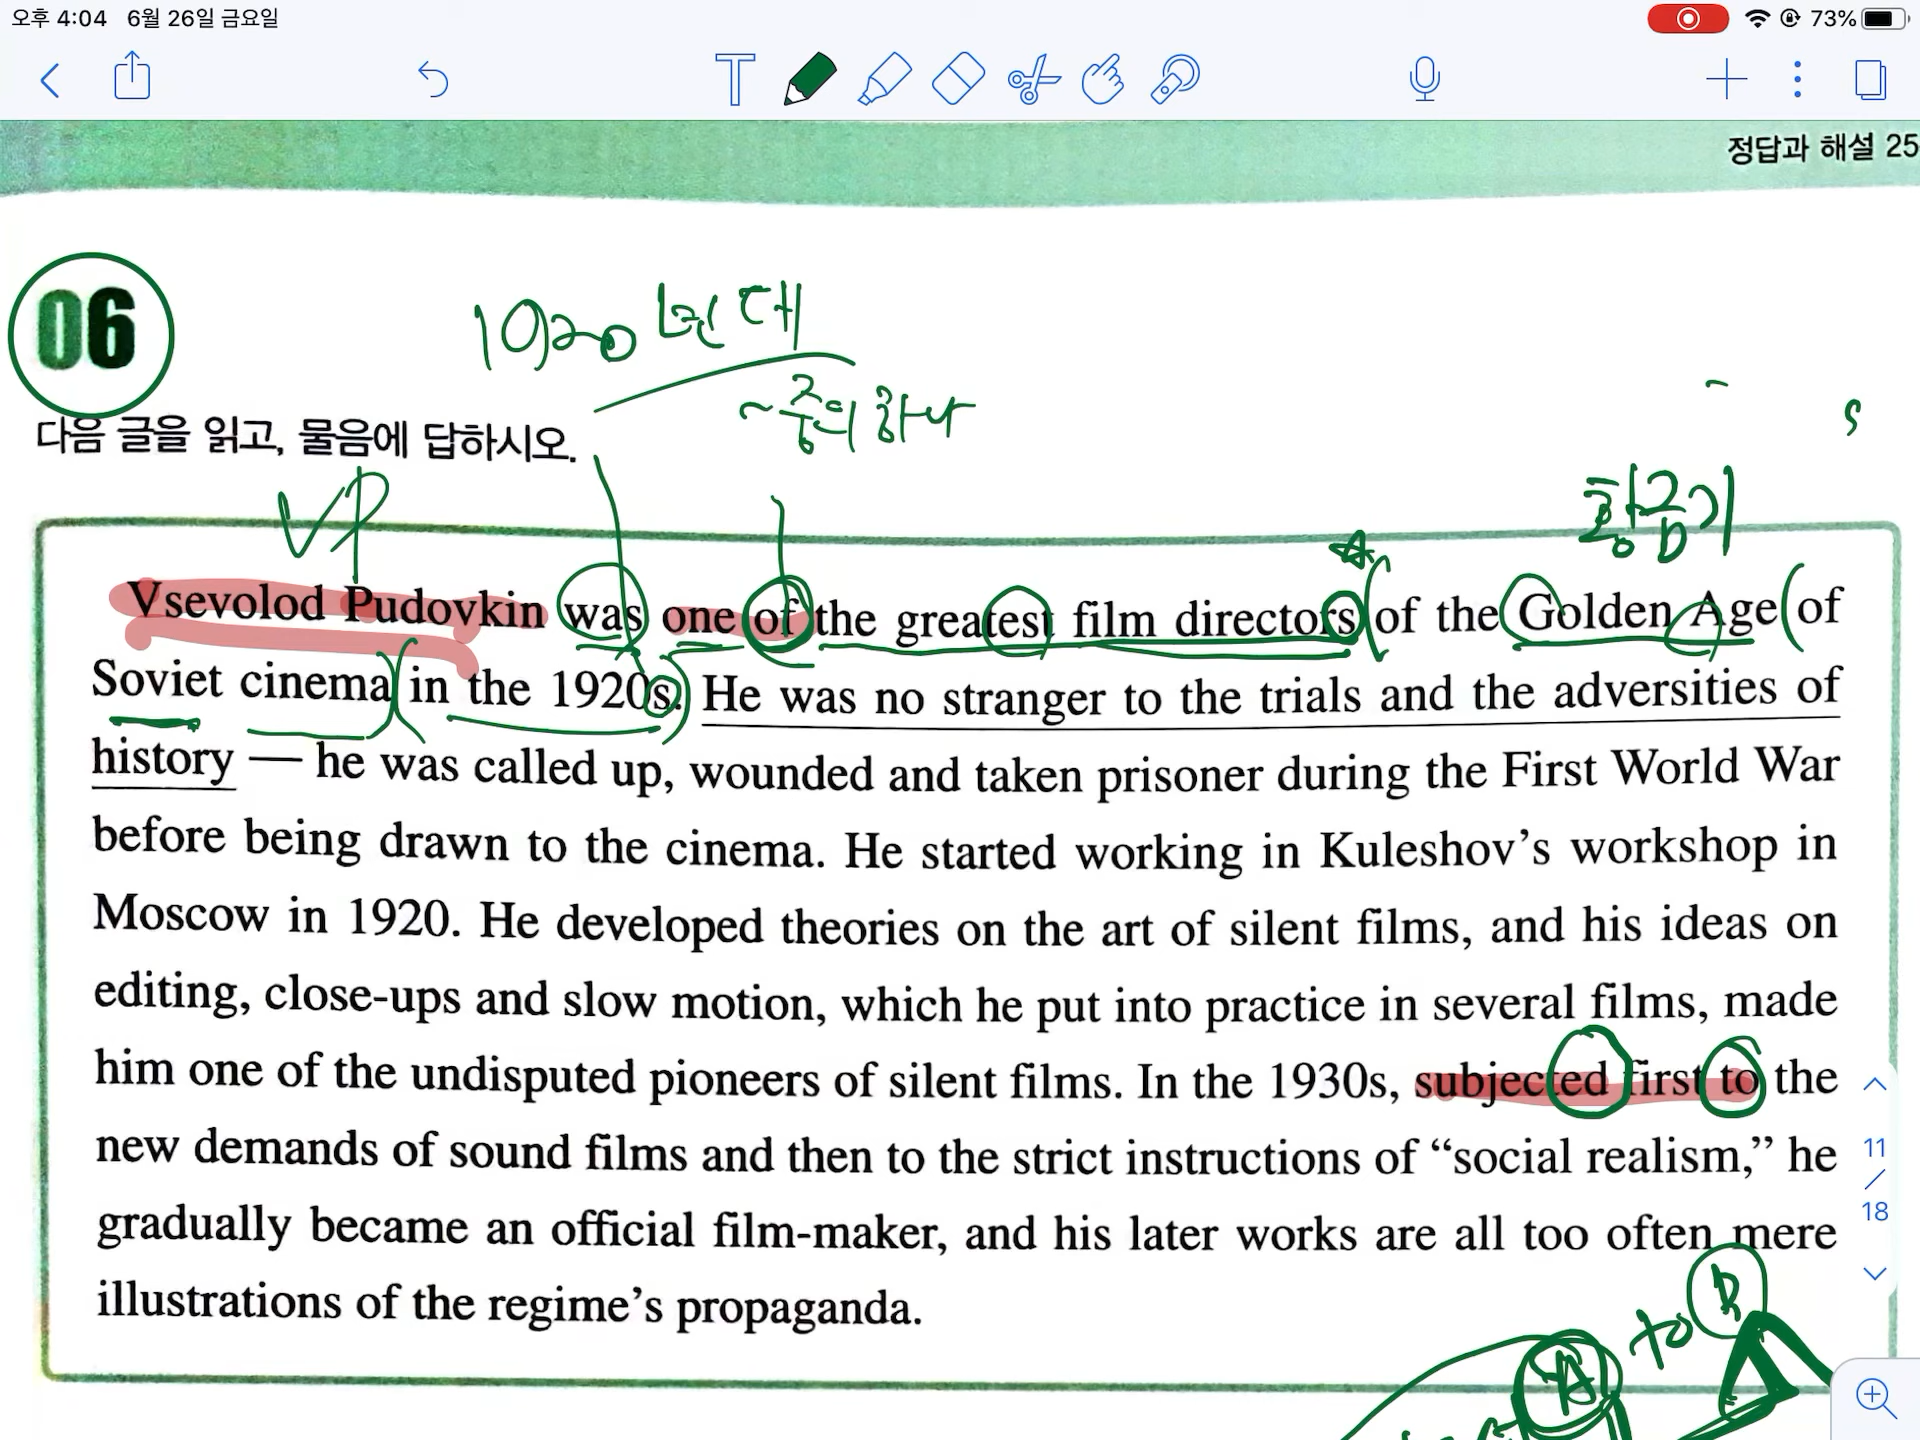 오후 4:04 6월 26일 금요일
73%
정답과 해설 25
06
1920년대
~중의 하나
다음 글을 읽고, 물음에 답하시오.
VP
황금기
s
Vsevolod Pudovkin was one of the greatest film directors of the Golden Age of
Soviet cinema in the 1920s. He was no stranger to the trials and the adversities of
history — he was called up, wounded and taken prisoner during the First World War
before being drawn to the cinema. He started working in Kuleshov’s workshop in
Moscow in 1920. He developed theories on the art of silent films, and his ideas on
editing, close-ups and slow motion, which he put into practice in several films, made
him one of the undisputed pioneers of silent films. In the 1930s, subjected first to the
new demands of sound films and then to the strict instructions of “social realism,” he
gradually became an official film-maker, and his later works are all too often mere
illustrations of the regime’s propaganda.
11
/
18
A to B